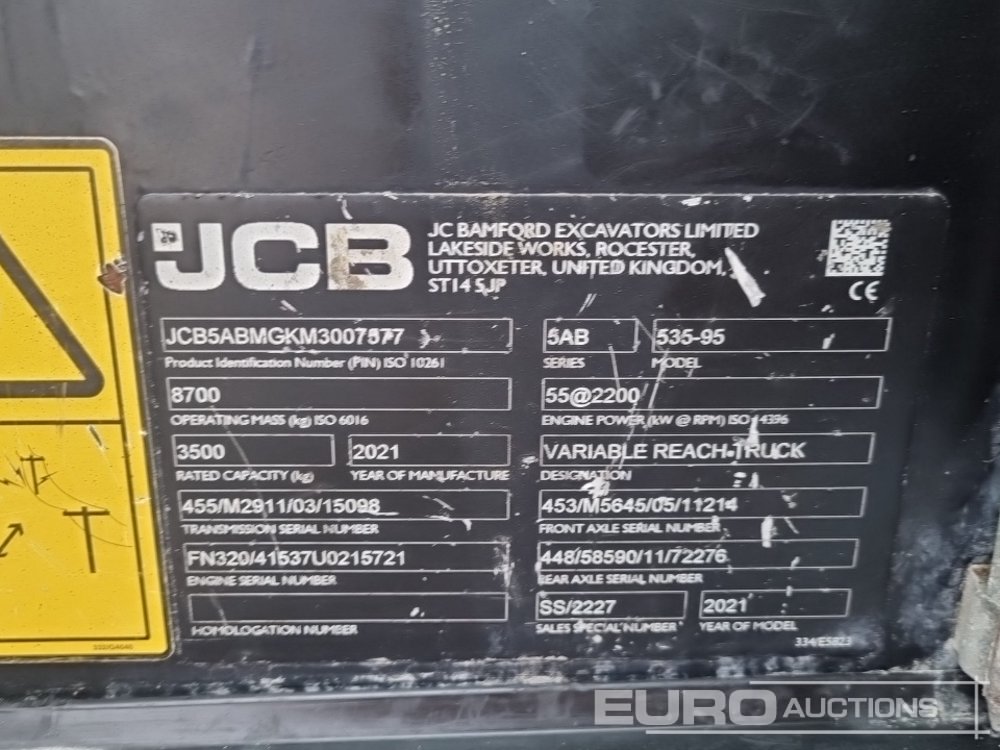 JCB
JC BAMFORD EXCAVATORS LIMITED
LAKESIDE WORKS, ROCESTER,
UTTOXETER, UNITED KINGDOM,
ST14 5JP
CE
5AB 535-95
Product Identification Number (PIN) ISO 10261 SERIES MODEL
8700 55@2200
OPERATING MASS (kg) ISO 6016 ENGINE POWER (kW @ RPM) ISO 14396
3500 2021 VARIABLE REACH TRUCK
RATED CAPACITY (kg) YEAR OF MANUFACTURE DESIGNATION
455/M2911/03/15098 453/M5645/05/11214
TRANSMISSION SERIAL NUMBER FRONT AXLE SERIAL NUMBER
FN320/41537U0215721 448/58590/11/72276
ENGINE SERIAL NUMBER REAR AXLE SERIAL NUMBER
SS/2227 2021
HOMOLOGATION NUMBER SALES SPECIAL NUMBER YEAR OF MODEL
EURO AUCTIONS